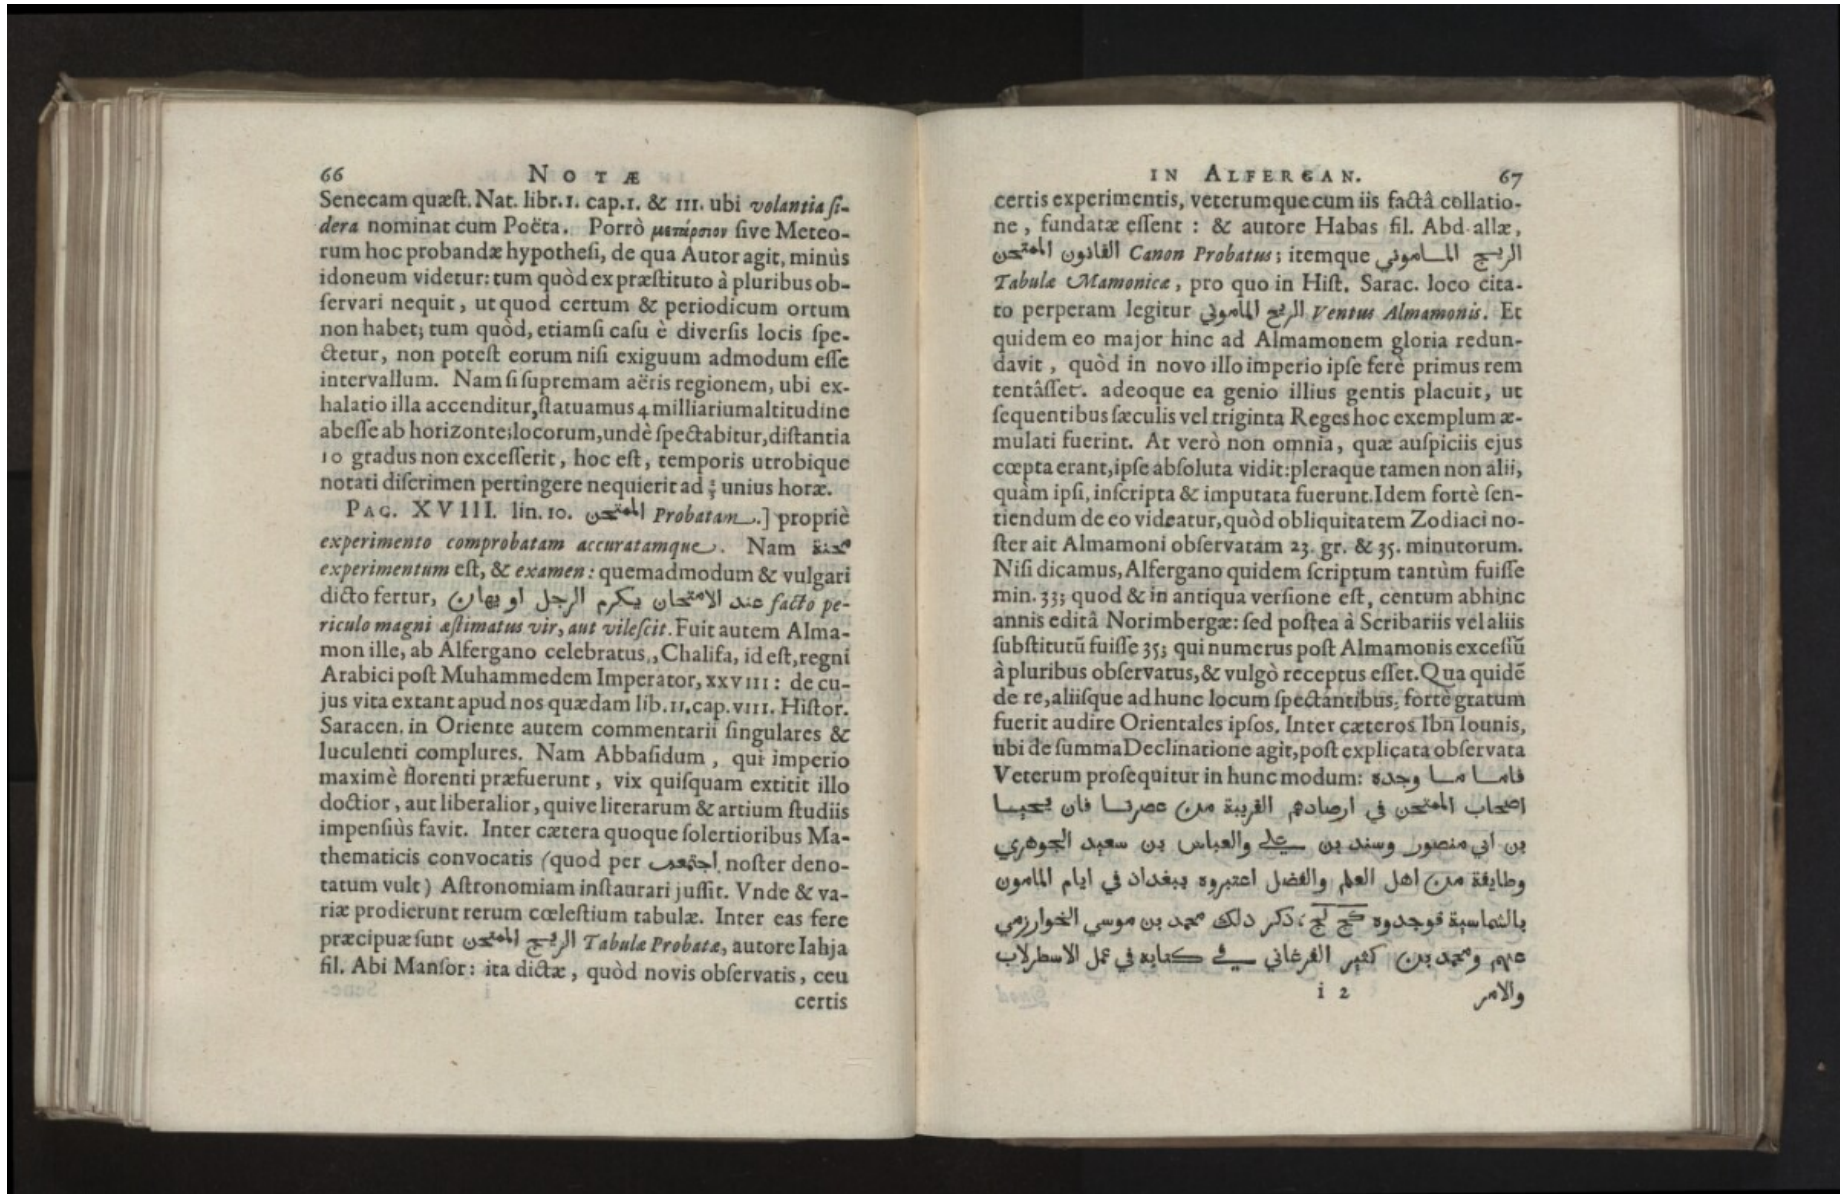 66 NOTÆ
Senecam quæst. Nat. libr. 1. cap. 1. & III. ubi volantia si-
dera nominat cum Poëta. Porrò μετάρσιον sive Meteo-
rum hoc probandæ hypothesi, de qua Autor agit, minùs
idoneum videtur: tum quòd ex præstituto à pluribus ob-
servari nequit, ut quod certum & periodicum ortum
non habet; tum quòd, etiamsi casu è diversis locis spe-
ctetur, non potest eorum nisi exiguum admodum esse
intervallum. Nam si supremam aëris regionem, ubi ex-
halatio illa accenditur, statuamus 4 milliarium altitudine
abesse ab horizonte; locorum, undè spectabitur, distantia
10 gradus non excesserit, hoc est, temporis utrobique
notati discrimen pertingere nequierit ad unius horæ.
PAG. XVIII. lin. 10. الممتحن Probatam.] propriè
experimento comprobatam accuratamque. Nam محنة
experimentum est, & examen: quemadmodum & vulgari
dicto fertur, عند الامتحان يكرم الرجل او يهان facto pe-
riculo magni æstimatus vir, aut vilescit. Fuit autem Alma-
mon ille, ab Alfergano celebratus, Chalifa, id est, regni
Arabici post Muhammedem Imperator, XXVIII: de cu-
jus vita extant apud nos quædam lib. II. cap. VIII. Histor.
Saracen. in Oriente autem commentarii singulares &
luculenti complures. Nam Abbasidum, qui imperio
maximè florenti præfuerunt, vix quisquam extitit illo
doctior, aut liberalior, quive literarum & artium studiis
impensiùs favit. Inter cætera quoque solertioribus Ma-
thematicis convocatis (quod per noster deno-
tatum vult) Astronomiam instaurari jussit. Vnde & va-
riæ prodierunt rerum cœlestium tabulæ. Inter eas fere
præcipuæ sunt الزيج الممتحن Tabulæ Probatæ, autore Iahja
fil. Abi Mansor: ita dictæ, quòd novis observatis, ceu
certis
IN ALFERGAN. 67
certis experimentis, veterumque cum iis factâ collatio-
ne, fundatæ essent: & autore Habas fil. Abd-allæ,
القانون الممتحن Canon Probatus; itemque الزيج المـامونى
Tabulæ Mamonicæ, pro quo in Hist. Sarac. loco cita-
to perperam legitur الريح المامونى Ventus Almamonis. Et
quidem eo major hinc ad Almamonem gloria redun-
davit, quòd in novo illo imperio ipse ferè primus rem
tentâsset. adeoque ea genio illius gentis placuit, ut
sequentibus sæculis vel triginta Reges hoc exemplum æ-
mulati fuerint. At verò non omnia, quæ auspiciis ejus
cœpta erant, ipse absoluta vidit: pleraque tamen non alii,
quàm ipsi, inscripta & imputata fuerunt. Idem fortè sen-
tiendum de eo videatur, quòd obliquitatem Zodiaci no-
ster ait Almamoni observatam 23. gr. & 35. minutorum.
Nisi dicamus, Alfergano quidem scriptum tantùm fuisse
min. 33; quod & in antiqua versione est, centum abhinc
annis editâ Norimbergæ: sed postea à Scribariis vel aliis
substitutũ fuisse 35; qui numerus post Almamonis excesiũ
à pluribus observatus, & vulgò receptus esset. Qua quidẽ
de re, aliisque ad hunc locum spectantibus, fortè gratum
fuerit audire Orientales ipsos. Inter cæteros Ibn Iounis,
ubi de summa Declinatione agit, post explicata observata
Veterum prosequitur in hunc modum: فامـا مـا وجده
اصحاب الممتحن في ارصادهم القريبة من عصرنـا فان يحيـا
بن ابي منصور وسند بن علي والعباس بن سعيد الجوهري
وطايفة من اهل العلم والفضل اعتبروه ببغداد في ايام المامون
بالشماسية فوجدوه كج لج، ذكر دلك محمد بن موسي الخوارزمي
عنهم ومحمد بن كثير الفرغاني في كتابه في عمل الاسطرلاب
i 2 والامر